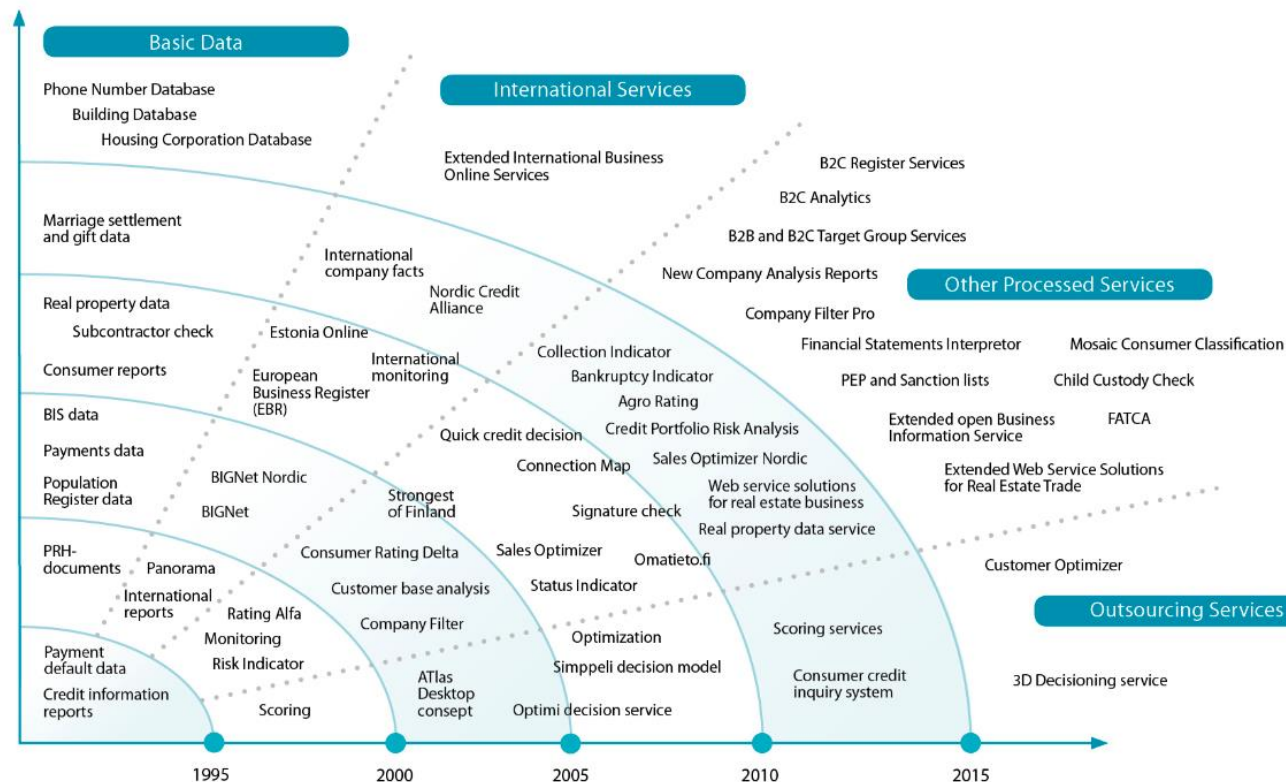 Basic Data
Phone Number Database
Building Database
Housing Corporation Database
Marriage settlement
and gift data
Real property data
Subcontractor check
Consumer reports
BIS data
Payments data
Population
Register data
PRH-
documents
Payment
default data
Credit information
reports
International Services
Extended International Business
Online Services
International
company facts
Nordic Credit
Alliance
Estonia Online
International
monitoring
European
Business Register
(EBR)
BIGNet Nordic
BIGNet
Panorama
International
reports
B2C Register Services
B2C Analytics
B2B and B2C Target Group Services
New Company Analysis Reports
Other Processed Services
Company Filter Pro
Financial Statements Interpretor
Mosaic Consumer Classification
PEP and Sanction lists
Child Custody Check
Extended open Business
Information Service
FATCA
Extended Web Service Solutions
for Real Estate Trade
Collection Indicator
Bankruptcy Indicator
Agro Rating
Credit Portfolio Risk Analysis
Sales Optimizer Nordic
Web service solutions
for real estate business
Real property data service
Quick credit decision
Connection Map
Signature check
Omatieto.fi
Strongest
of Finland
Sales Optimizer
Status Indicator
Consumer Rating Delta
Customer base analysis
Company Filter
Rating Alfa
Monitoring
Risk Indicator
Customer Optimizer
Outsourcing Services
3D Decisioning service
Scoring services
Consumer credit
inquiry system
Optimization
Simppeli decision model
Optimi decision service
ATlas
Desktop
consept
Scoring
1995
2000
2005
2010
2015